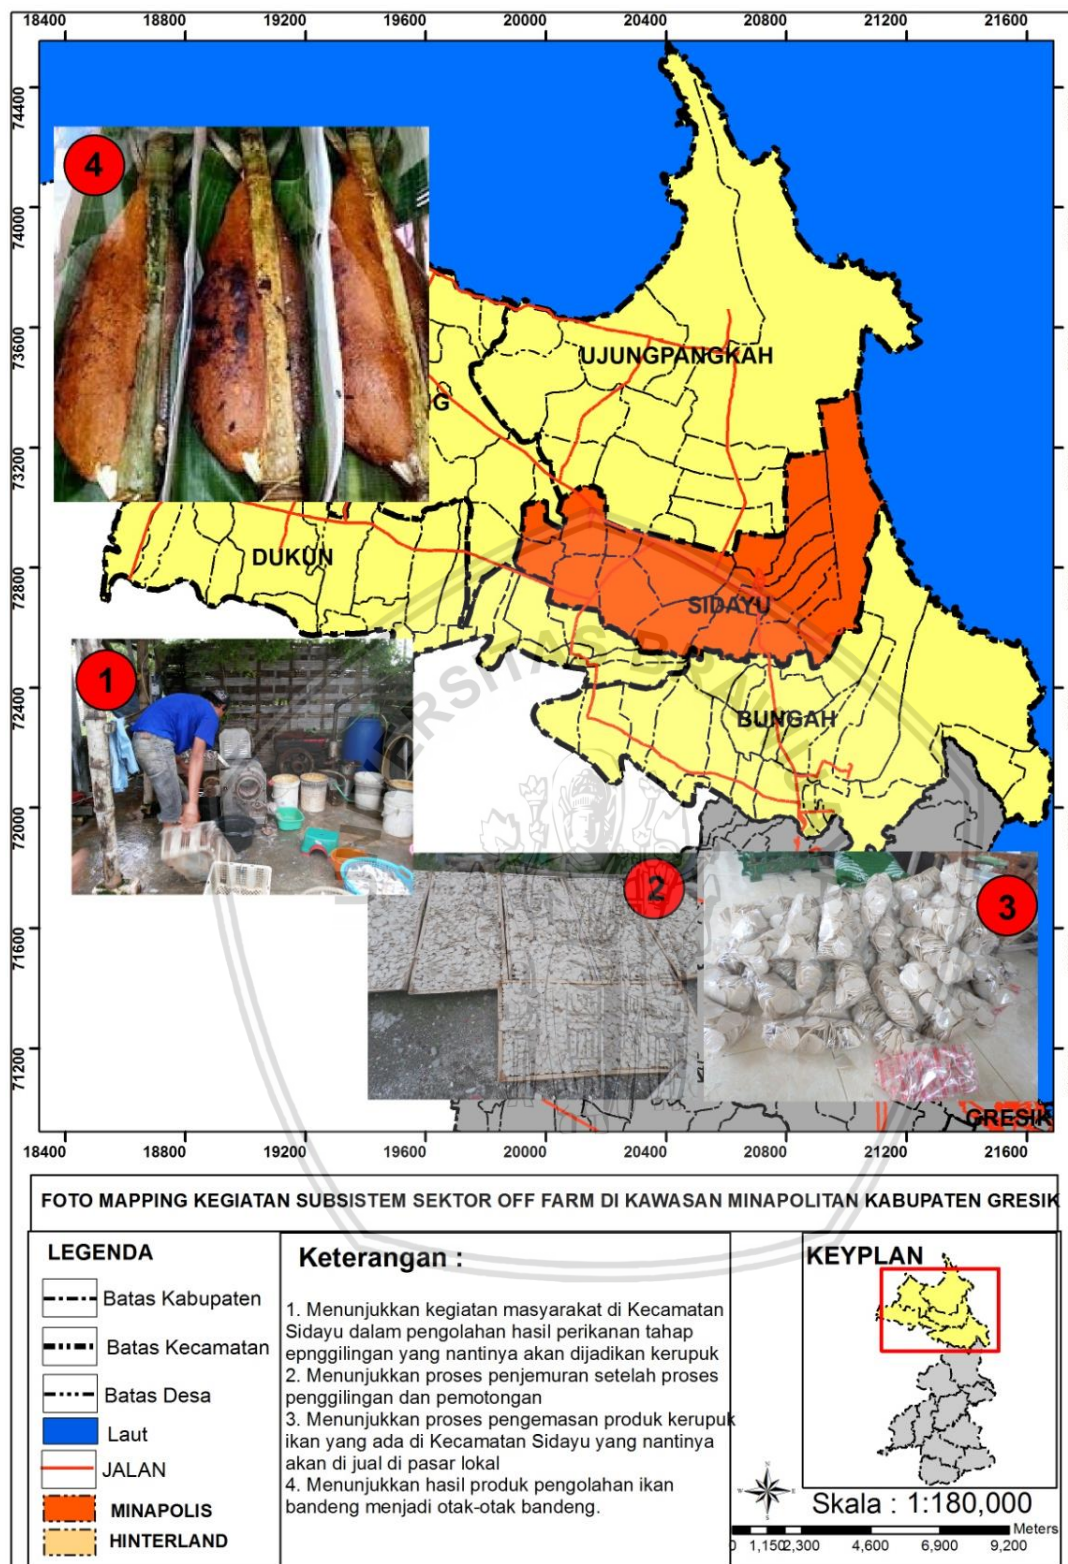 18400 18800 19200 19600 20000 20400 20800 21200 21600
74400
74000
73600
73200
72800
72400
72000
71600
71200
4
UJUNGPANGKAH
G
DUKUN
SIDAYU
1
BUNGAH
2
3
GRESIK
18400 18800 19200 19600 20000 20400 20800 21200 21600
UNIVERSITAS BRAWIJAYA
FOTO MAPPING KEGIATAN SUBSISTEM SEKTOR OFF FARM DI KAWASAN MINAPOLITAN KABUPATEN GRESIK
LEGENDA
Batas Kabupaten
Batas Kecamatan
Batas Desa
Laut
JALAN
MINAPOLIS
HINTERLAND
Keterangan :
1. Menunjukkan kegiatan masyarakat di Kecamatan
Sidayu dalam pengolahan hasil perikanan tahap
epnggilingan yang nantinya akan dijadikan kerupuk
2. Menunjukkan proses penjemuran setelah proses
penggilingan dan pemotongan
3. Menunjukkan proses pengemasan produk kerupuk
ikan yang ada di Kecamatan Sidayu yang nantinya
akan di jual di pasar lokal
4. Menunjukkan hasil produk pengolahan ikan
bandeng menjadi otak-otak bandeng.
KEYPLAN
Skala : 1:180,000
Meters
0 1,150 2,300 4,600 6,900 9,200